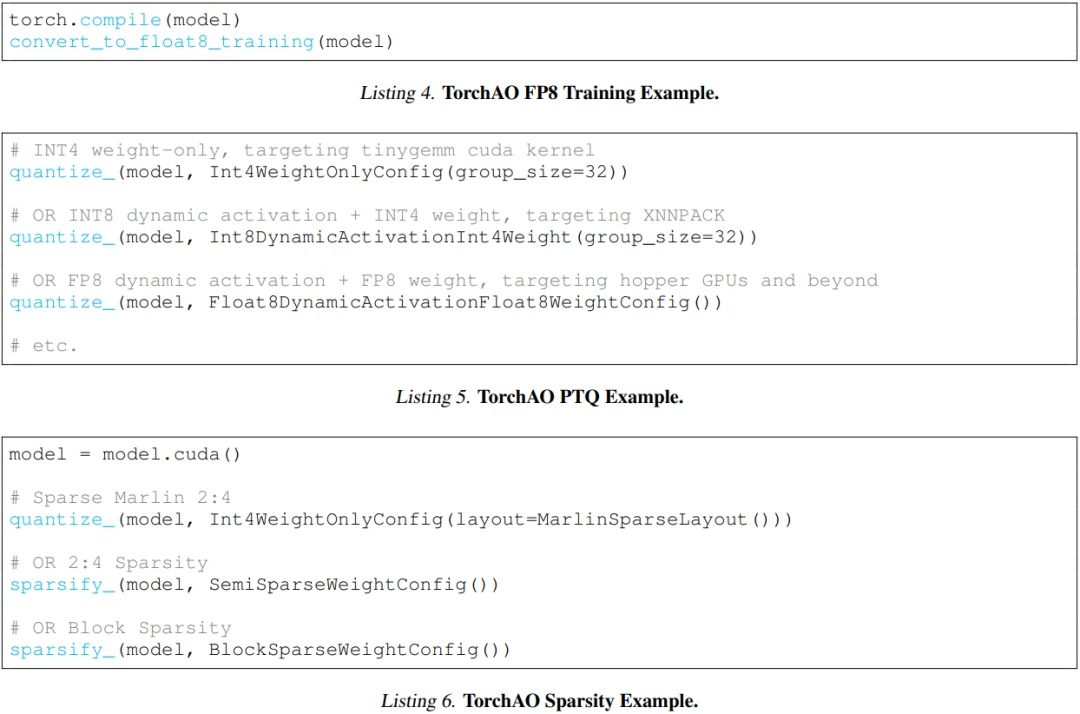 torch.compile(model)
convert_to_float8_training(model)
Listing 4. TorchAO FP8 Training Example.
# INT4 weight-only, targeting tinygemm cuda kernel
quantize_(model, Int4WeightOnlyConfig(group_size=32))
# OR INT8 dynamic activation + INT4 weight, targeting XNNPACK
quantize_(model, Int8DynamicActivationInt4Weight(group_size=32))
# OR FP8 dynamic activation + FP8 weight, targeting hopper GPUs and beyond
quantize_(model, Float8DynamicActivationFloat8WeightConfig())
# etc.
Listing 5. TorchAO PTQ Example.
model = model.cuda()
# Sparse Marlin 2:4
quantize_(model, Int4WeightOnlyConfig(layout=MarlinSparseLayout()))
# OR 2:4 Sparsity
sparsify_(model, SemiSparseWeightConfig())
# OR Block Sparsity
sparsify_(model, BlockSparseWeightConfig())
Listing 6. TorchAO Sparsity Example.